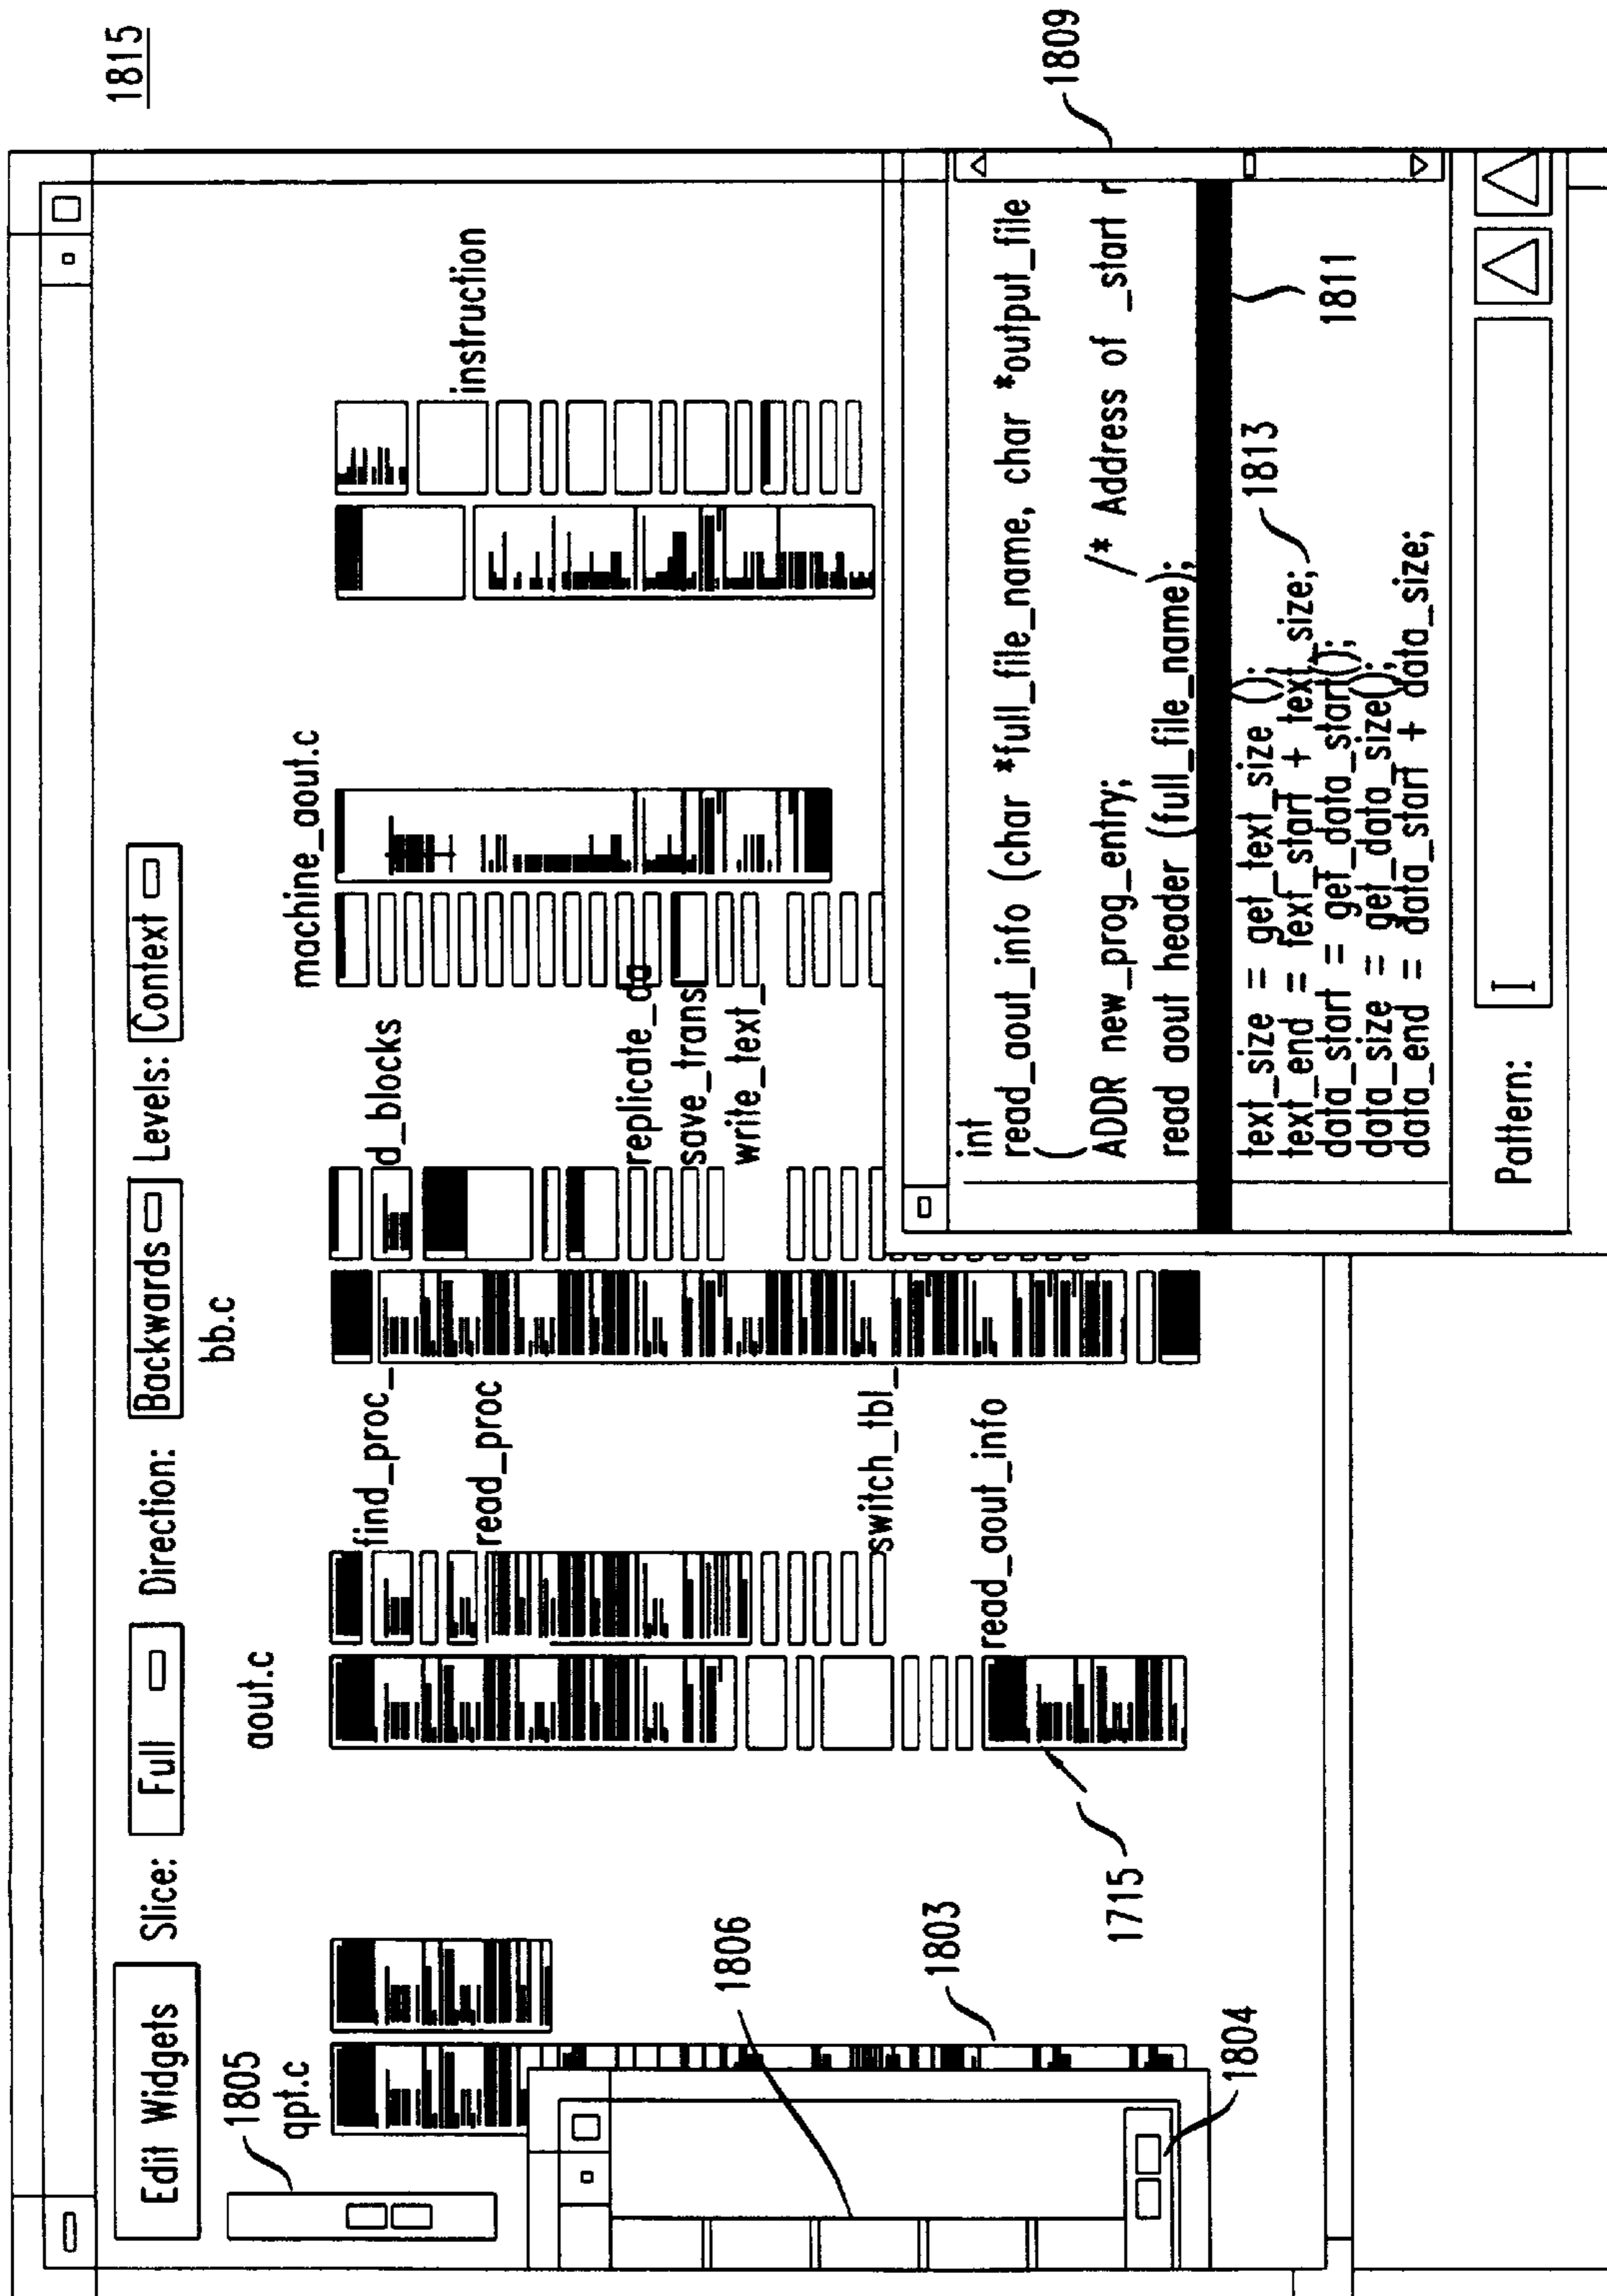 1815
Edit Widgets Slice: Full Direction: Backwards Levels: Context
1805
qpt.c aout.c bb.c machine_aout.c
find_proc_ d_blocks
read_proc instruction
replicate_
save_trans
write_text_
1806
switch_tbl_
1803 read_aout_info
1715
1804
1809
int
read_aout_info (char *full_file_name, char *output_file
(
ADDR new_prog_entry; /* Address of _start r
read aout header (full_file_name);
1811
text_size = get_text_size ();
text_end = text_start + text_size; 1813
data_start = get_data_start();
data_size = get_data_size();
data_end = data_start + data_size;
Pattern: